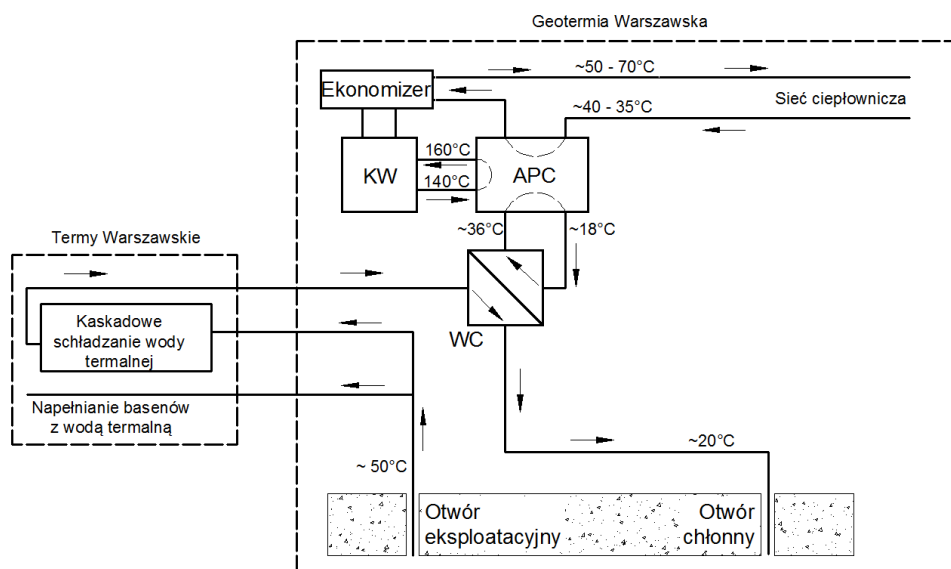 Geotermia Warszawska
~50 - 70°C
Ekonomizer
~40 - 35°C
Sieć ciepłownicza
160°C
KW
APC
140°C
~36°C
~18°C
Termy Warszawskie
Kaskadowe
schładzanie wody
termalnej
WC
Napełnianie basenów
z wodą termalną
~20°C
~ 50°C
Otwór
eksploatacyjny
Otwór
chłonny